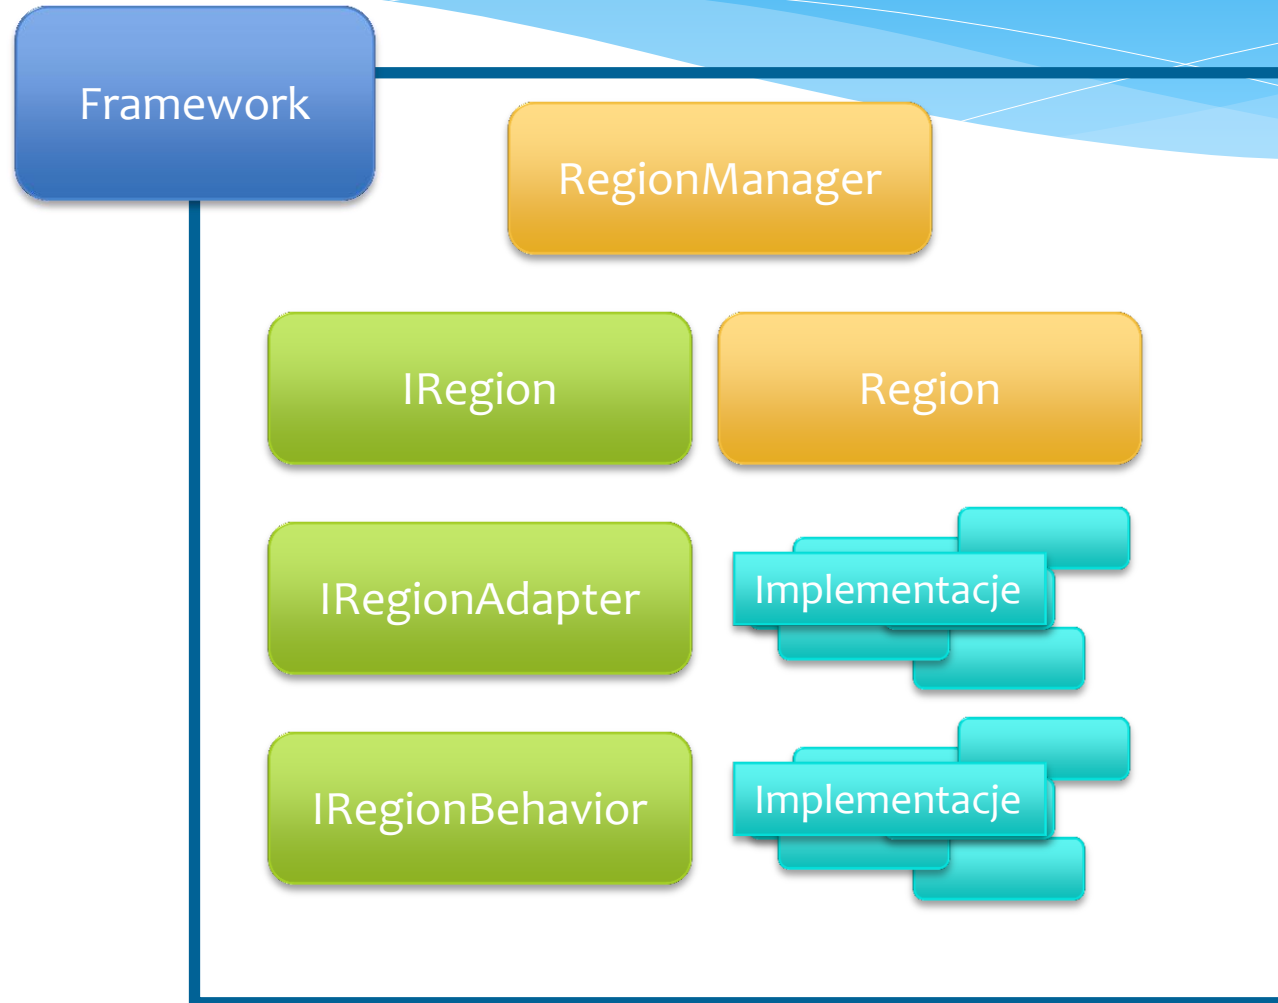 Framework
RegionManager
IRegion
Region
IRegionAdapter
Implementacje
IRegionBehavior
Implementacje